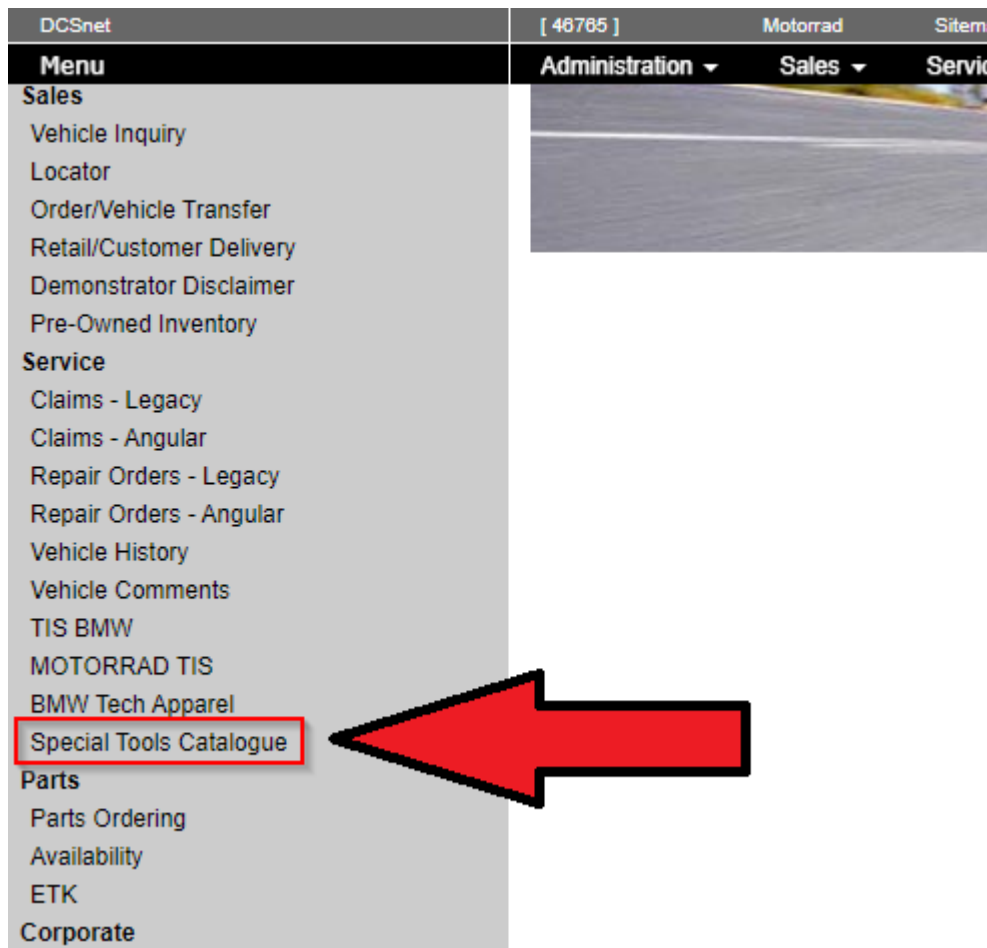 DCSnet [ 46765 ] Motorrad
Menu Administration Sales
Sales
Vehicle Inquiry
Locator
Order/Vehicle Transfer
Retail/Customer Delivery
Demonstrator Disclaimer
Pre-Owned Inventory
Service
Claims - Legacy
Claims - Angular
Repair Orders - Legacy
Repair Orders - Angular
Vehicle History
Vehicle Comments
TIS BMW
MOTORRAD TIS
BMW Tech Apparel
Special Tools Catalogue
Parts
Parts Ordering
Availability
ETK
Corporate